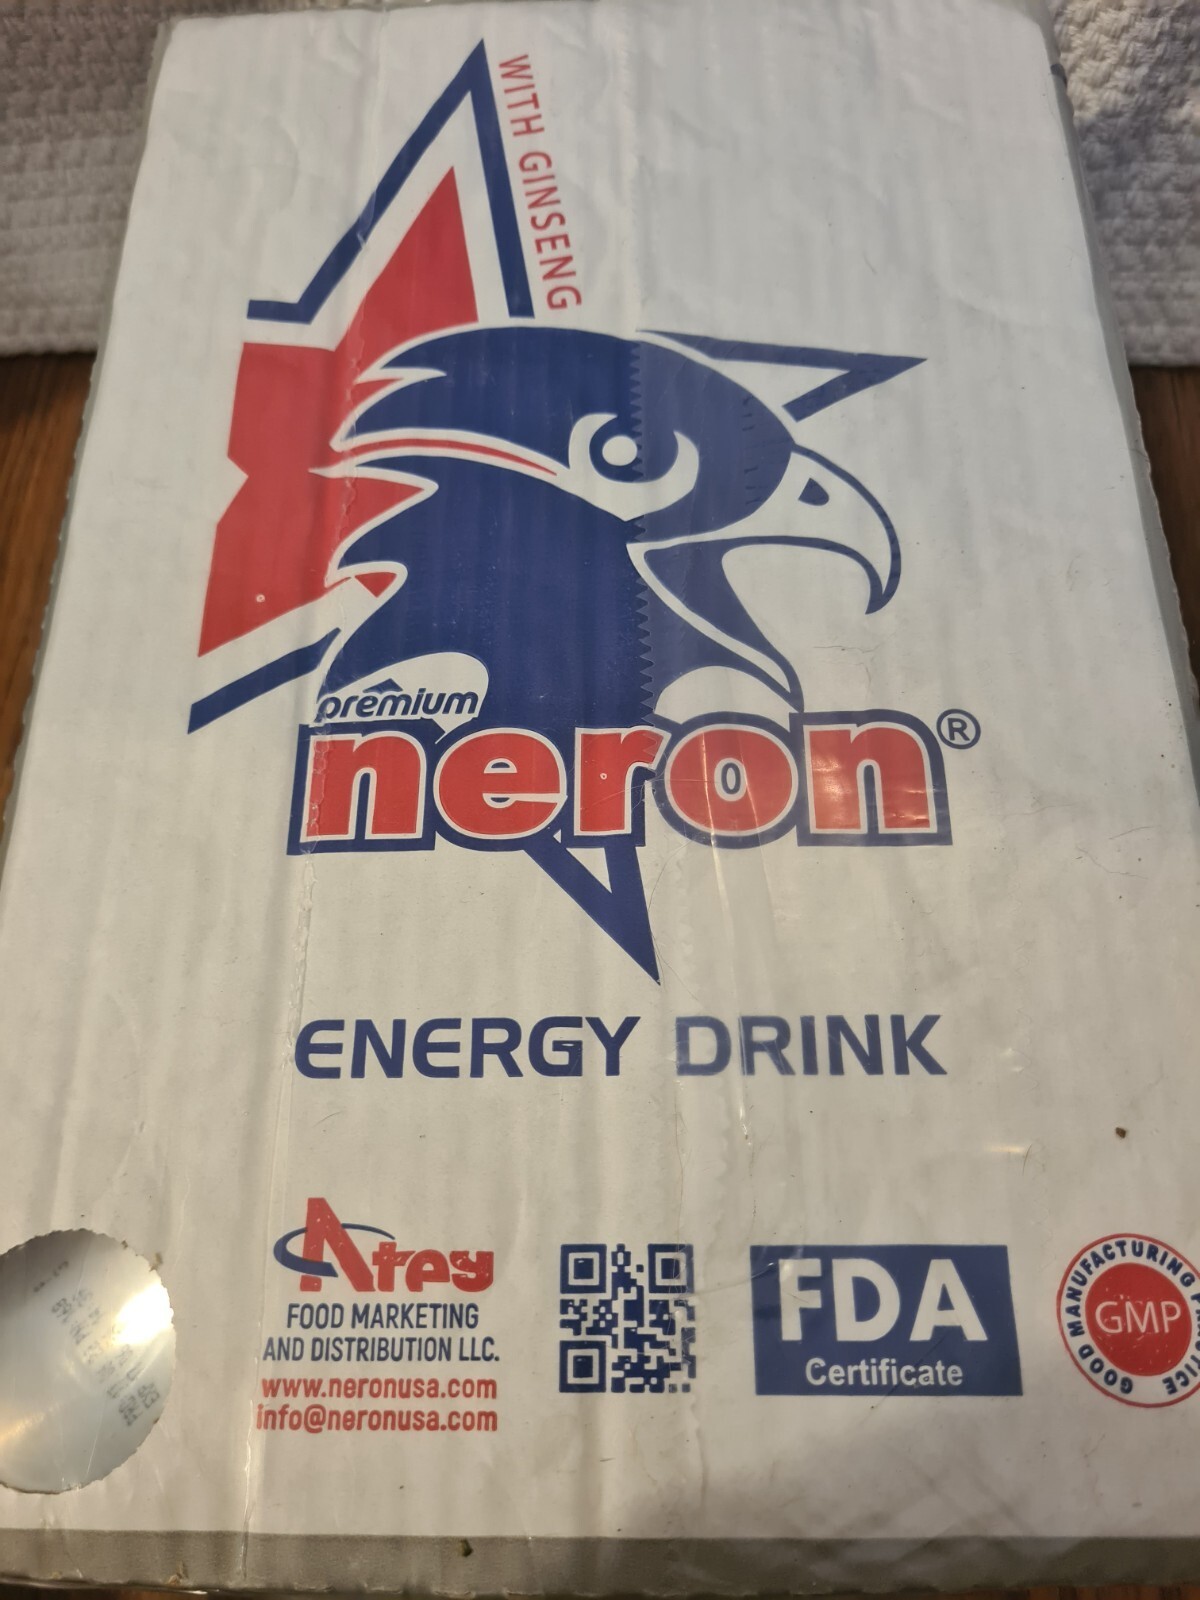 WITH GINSENG
premium
neron®
ENERGY DRINK
Atey
FOOD MARKETING
AND DISTRIBUTION LLC.
www.neronusa.com
info@neronusa.com
FDA
Certificate
GOOD MANUFACTURING
GMP